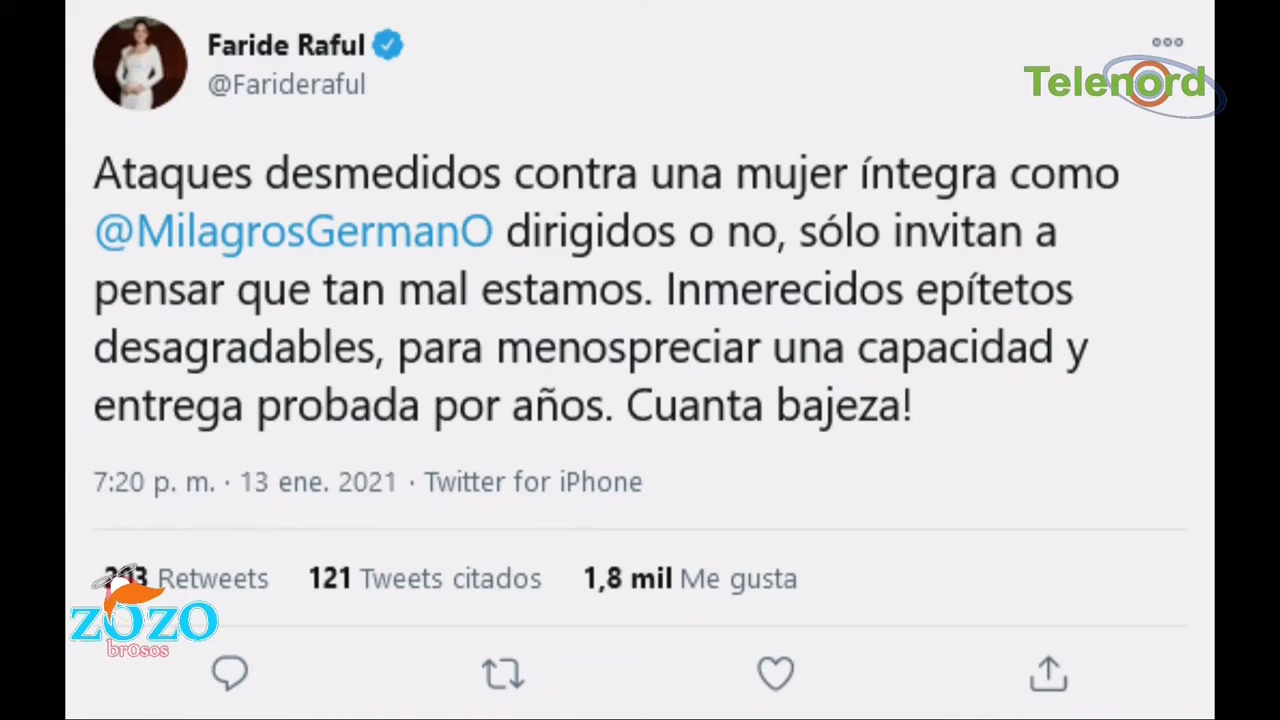 Faride Raful
@Farideraful
Telenord
Ataques desmedidos contra una mujer íntegra como
@MilagrosGermanO dirigidos o no, sólo invitan a
pensar que tan mal estamos. Inmerecidos epítetos
desagradables, para menospreciar una capacidad y
entrega probada por años. Cuanta bajeza!
7:20 p. m. · 13 ene. 2021 · Twitter for iPhone
Retweets 121 Tweets citados 1,8 mil Me gusta
ZOZO
brosos